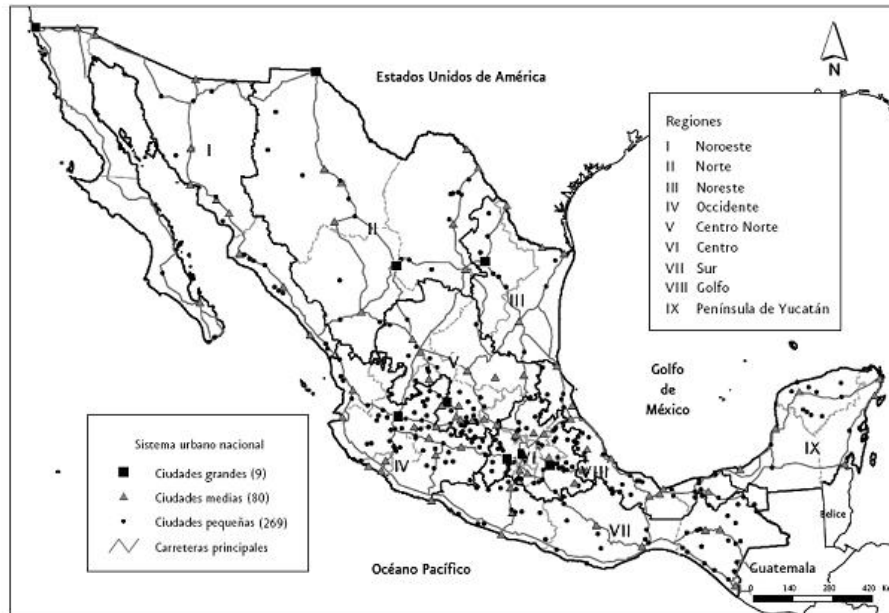 Estados Unidos de América
N
Regiones
I Noroeste
II Norte
III Noreste
IV Occidente
V Centro Norte
VI Centro
VII Sur
VIII Golfo
IX Península de Yucatán
I
II
III
V
Golfo
de
México
Sistema urbano nacional
Ciudades grandes (9)
Ciudades medias (80)
Ciudades pequeñas (269)
Carreteras principales
IV
VI
VIII
IX
VII
Belice
Océano Pacífico
Guatemala
0 140 280 420